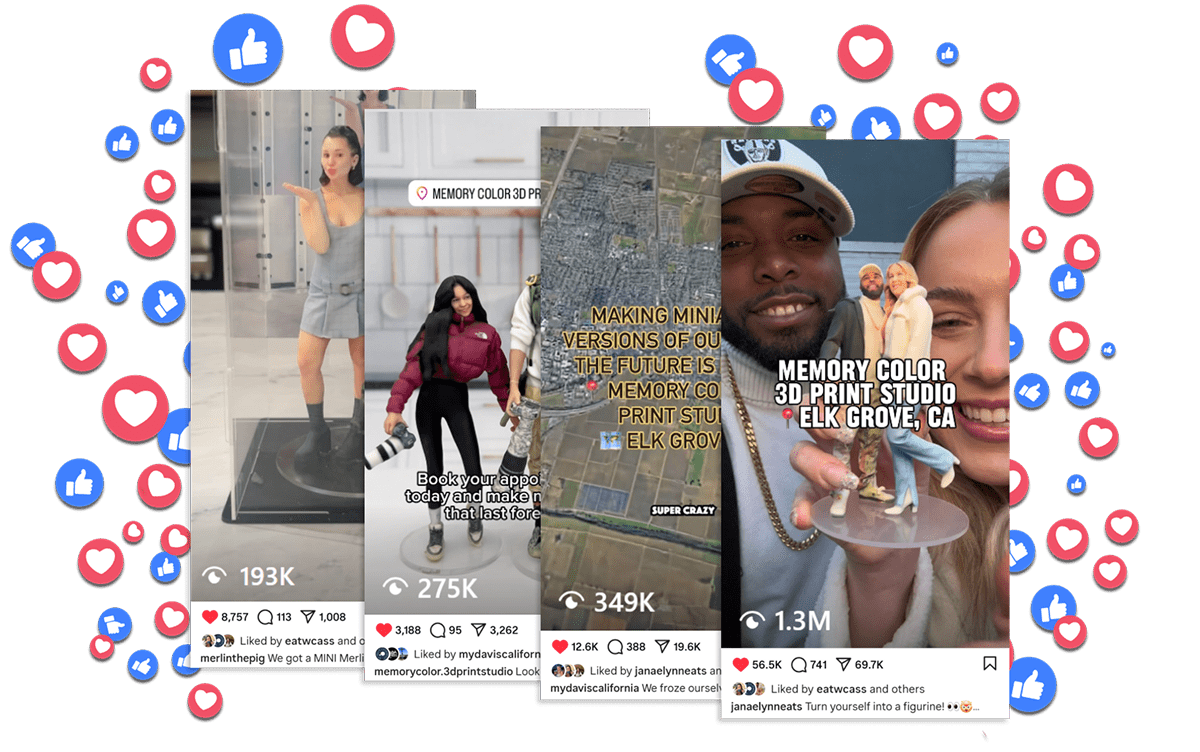 193K
8,757 113 1,008
Liked by eatwcass and o
merlinthepig We got a MINI Merli
MEMORY COLOR 3D PR
Book your appoi
today and make m
that last fore
275K
3,188 95 3,262
Liked by mydaviscaliforn
memorycolor.3dprintstudio Look
MAKING MINIA
VERSIONS OF OU
THE FUTURE IS
MEMORY CO
PRINT STU
ELK GROV
SUPER CRAZY
349K
12.6K 388 19.6K
Liked by janaelynneats an
mydaviscalifornia We froze ourselv
MEMORY COLOR
3D PRINT STUDIO
📍ELK GROVE, CA
1.3M
56.5K 741 69.7K
Liked by eatwcass and others
janaelynneats Turn yourself into a figurine! 👀🤯...